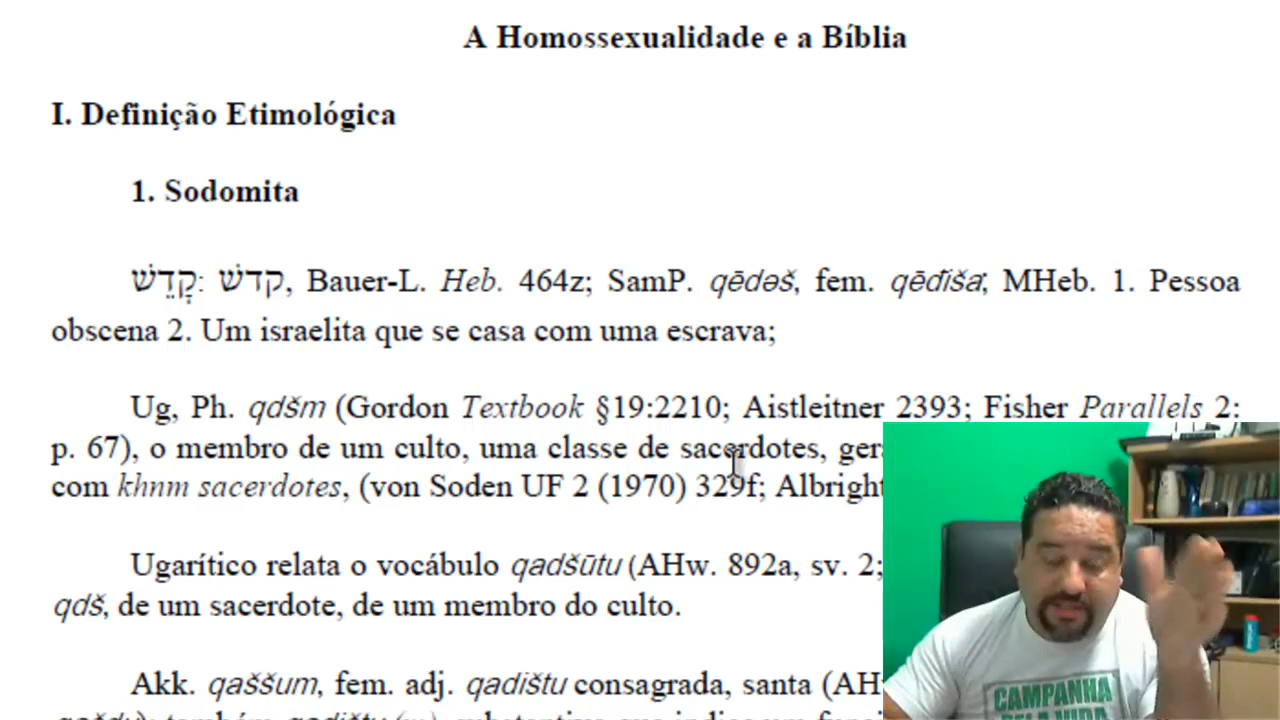 A Homossexualidade e a Bíblia
I. Definição Etimológica
1. Sodomita
קָדֵשׁ: קדשׁ, Bauer-L. Heb. 464z; SamP. qēdəš, fem. qēdīša; MHeb. 1. Pessoa
obscena 2. Um israelita que se casa com uma escrava;
Ug, Ph. qdšm (Gordon Textbook §19:2210; Aistleitner 2393; Fisher Parallels 2:
p. 67), o membro de um culto, uma classe de sacerdotes,
com khnm sacerdotes, (von Soden UF 2 (1970) 329f; Albright
Ugarítico relata o vocábulo qadšūtu (AHw. 892a, sv. 2;
qdš, de um sacerdote, de um membro do culto.
Akk. qaššum, fem. adj. qadištu consagrada, santa
CAMPANHA
PELA VIDA